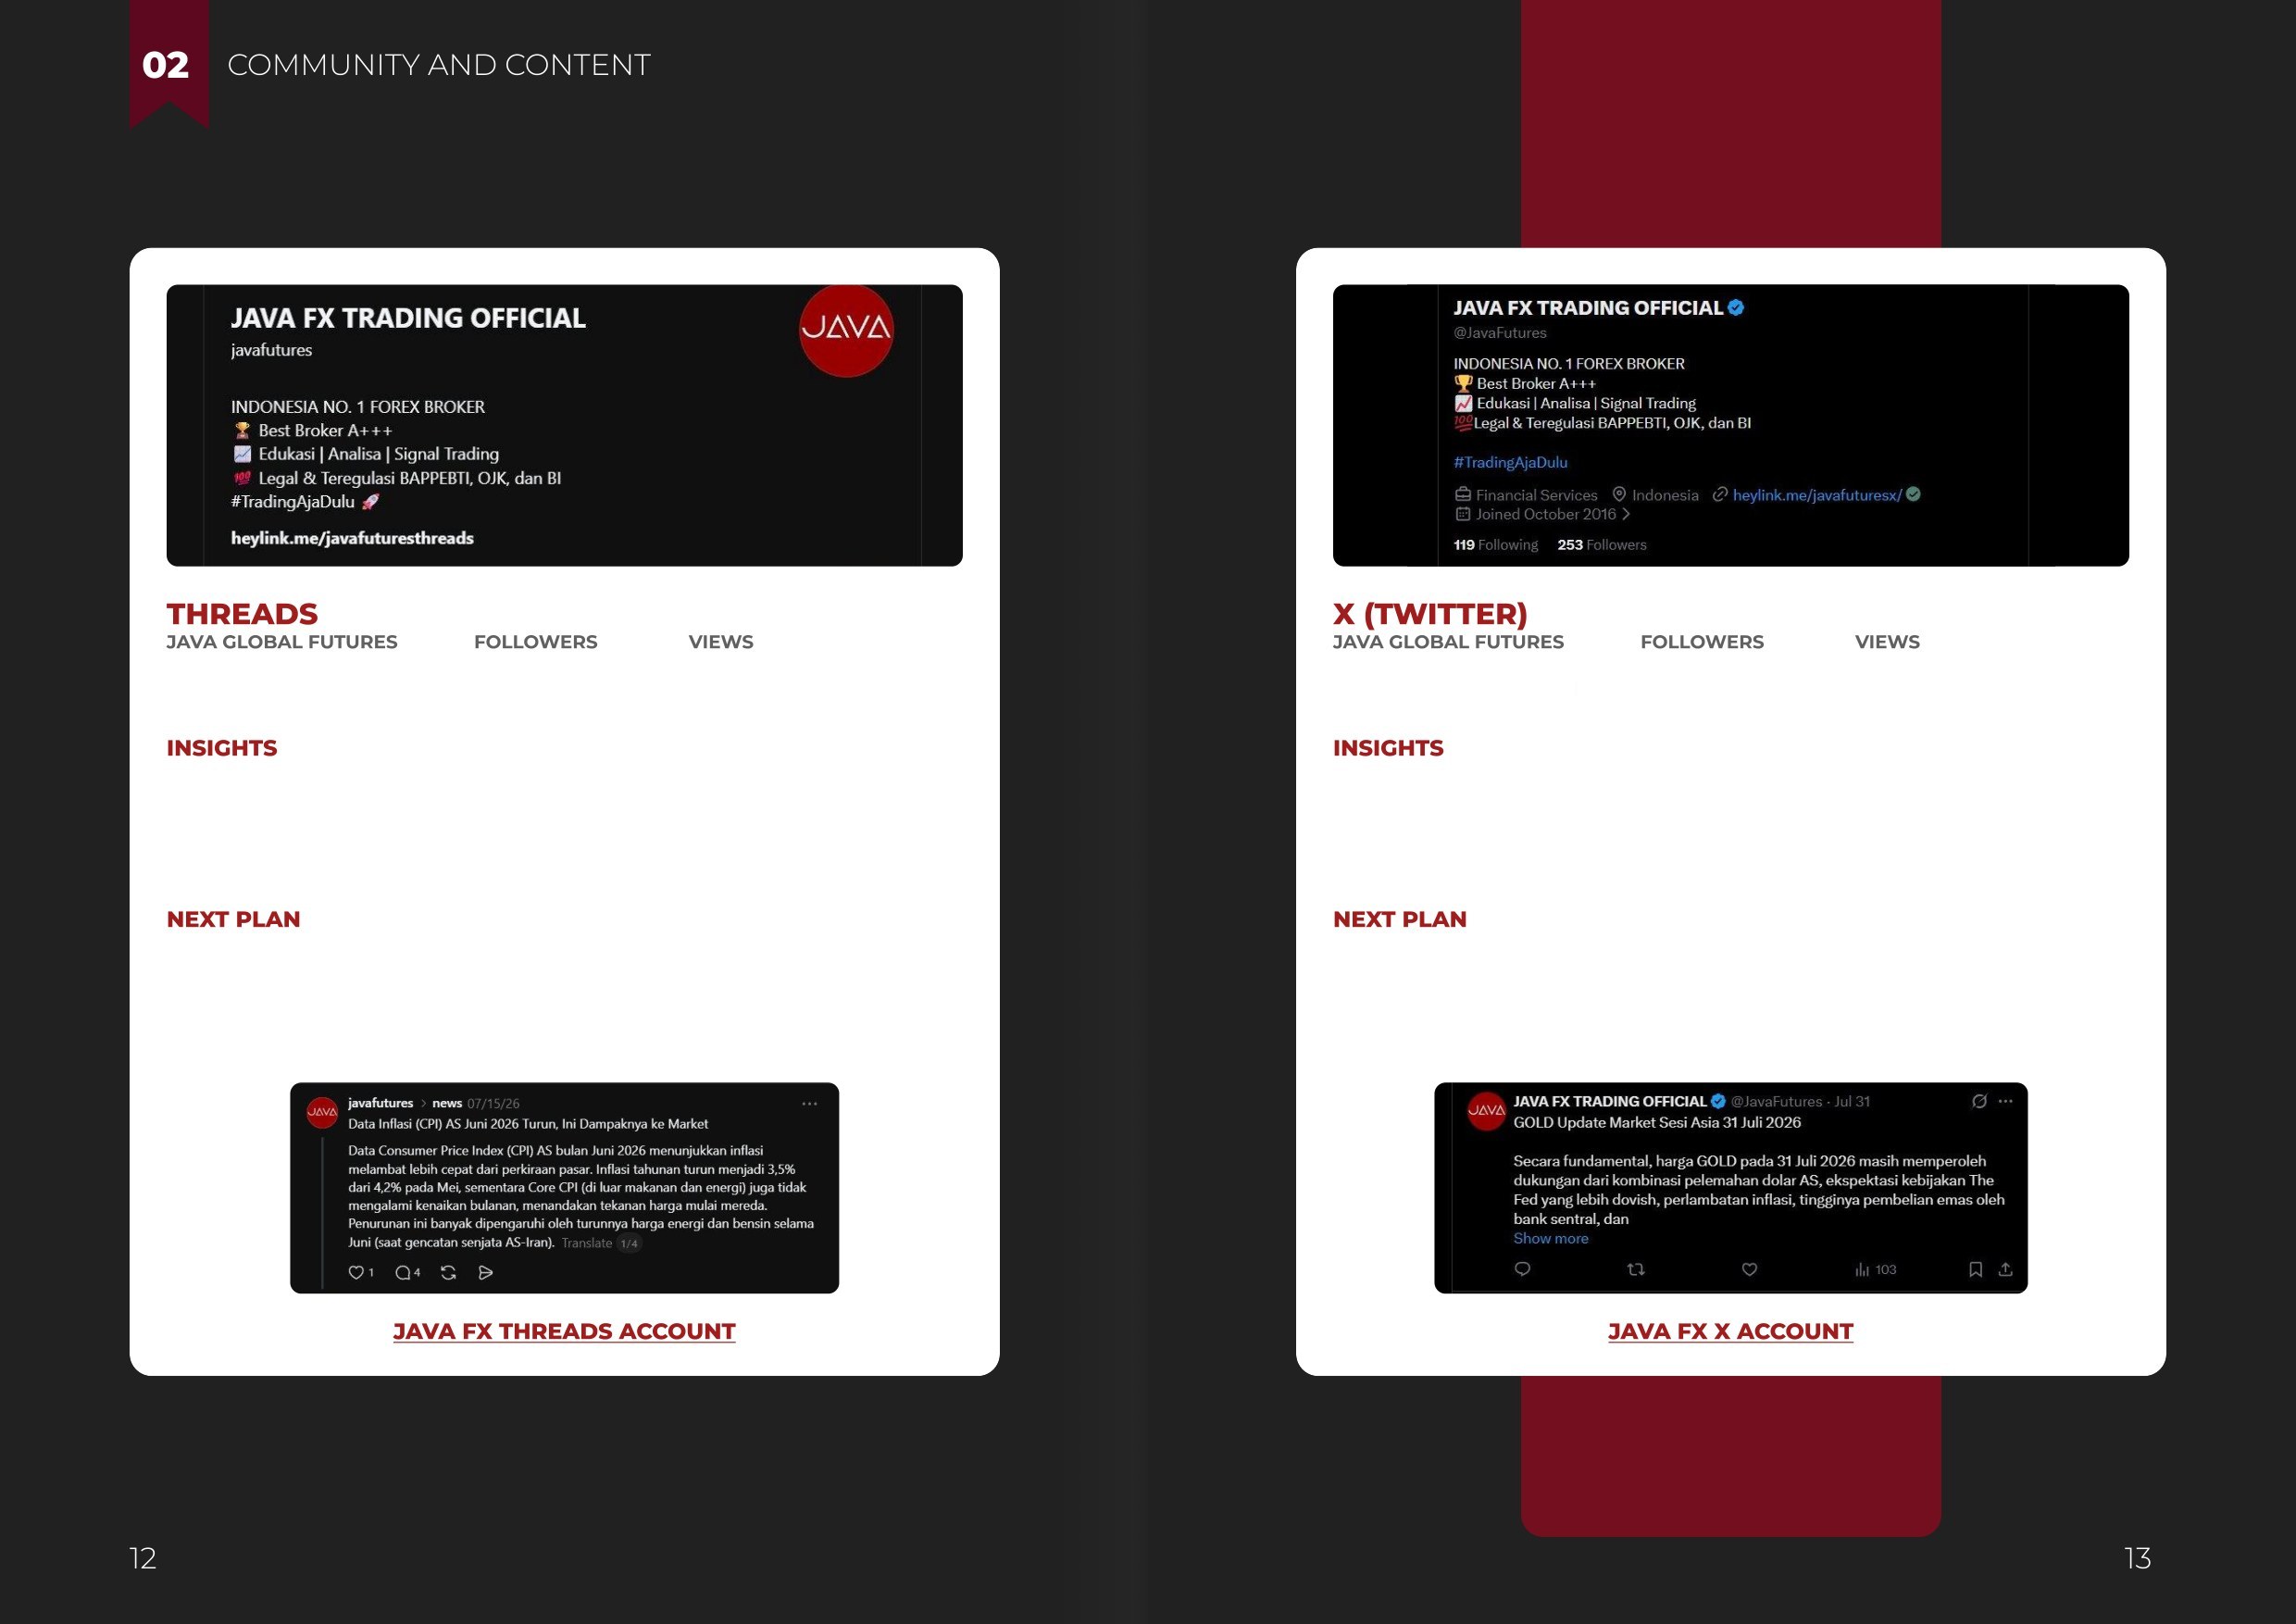 02 COMMUNITY AND CONTENT
JAVA FX TRADING OFFICIAL
javafutures
JAVA
INDONESIA NO. 1 FOREX BROKER
🏆 Best Broker A+++
📈 Edukasi | Analisa | Signal Trading
💯 Legal & Teregulasi BAPPEBTI, OJK, dan BI
#TradingAjaDulu 🚀
heylink.me/javafuturesthreads
THREADS
JAVA GLOBAL FUTURES FOLLOWERS VIEWS
INSIGHTS
NEXT PLAN
JAVA
javafutures > news 07/15/26 ...
Data Inflasi (CPI) AS Juni 2026 Turun, Ini Dampaknya ke Market
Data Consumer Price Index (CPI) AS bulan Juni 2026 menunjukkan inflasi
melambat lebih cepat dari perkiraan pasar. Inflasi tahunan turun menjadi 3,5%
dari 4,2% pada Mei, sementara Core CPI (di luar makanan dan energi) juga tidak
mengalami kenaikan bulanan, menandakan tekanan harga mulai mereda.
Penurunan ini banyak dipengaruhi oleh turunnya harga energi dan bensin selama
Juni (saat gencatan senjata AS-Iran). Translate 1/4
1 4
JAVA FX THREADS ACCOUNT
12
JAVA FX TRADING OFFICIAL
@JavaFutures
INDONESIA NO. 1 FOREX BROKER
🏆 Best Broker A+++
📈 Edukasi | Analisa | Signal Trading
💯Legal & Teregulasi BAPPEBTI, OJK, dan BI
#TradingAjaDulu
Financial Services Indonesia heylink.me/javafuturesx/
Joined October 2016 >
119 Following 253 Followers
X (TWITTER)
JAVA GLOBAL FUTURES FOLLOWERS VIEWS
INSIGHTS
NEXT PLAN
JAVA
JAVA FX TRADING OFFICIAL @JavaFutures · Jul 31 ...
GOLD Update Market Sesi Asia 31 Juli 2026
Secara fundamental, harga GOLD pada 31 Juli 2026 masih memperoleh
dukungan dari kombinasi pelemahan dolar AS, ekspektasi kebijakan The
Fed yang lebih dovish, perlambatan inflasi, tingginya pembelian emas oleh
bank sentral, dan
Show more
103
JAVA FX X ACCOUNT
13